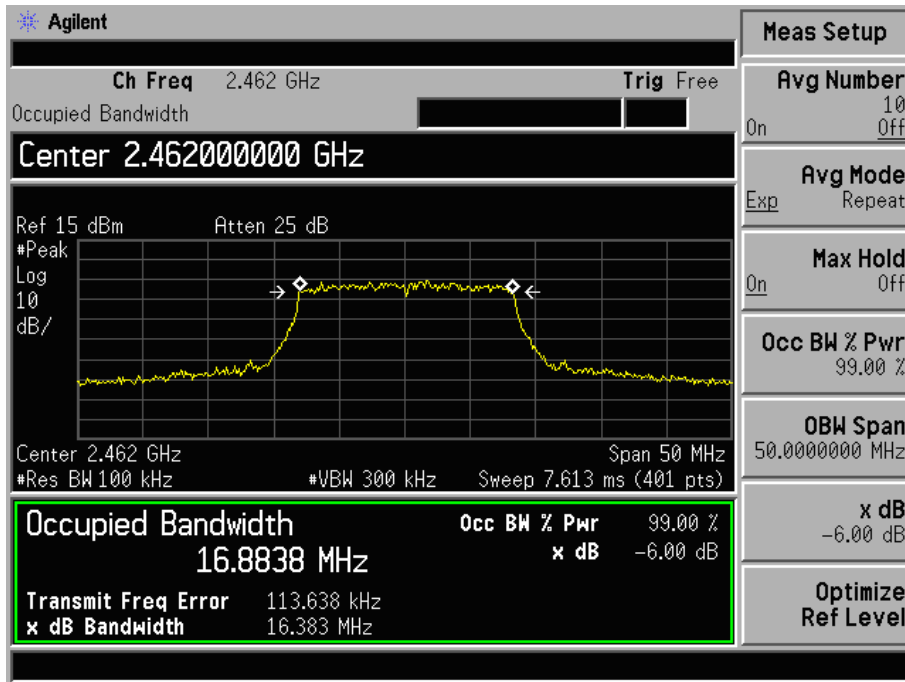 Agilent
Ch Freq 2.462 GHz Trig Free
Occupied Bandwidth
Center 2.462000000 GHz
Ref 15 dBm Atten 25 dB
#Peak
Log
10
dB/
Center 2.462 GHz Span 50 MHz
#Res BW 100 kHz #VBW 300 kHz Sweep 7.613 ms (401 pts)
Occupied Bandwidth
16.8838 MHz
Occ BW % Pwr 99.00 %
x dB -6.00 dB
Transmit Freq Error 113.638 kHz
x dB Bandwidth 16.383 MHz
Meas Setup
Avg Number
10
On Off
Avg Mode
Exp Repeat
Max Hold
On Off
Occ BW % Pwr
99.00 %
OBW Span
50.0000000 MHz
x dB
-6.00 dB
Optimize
Ref Level